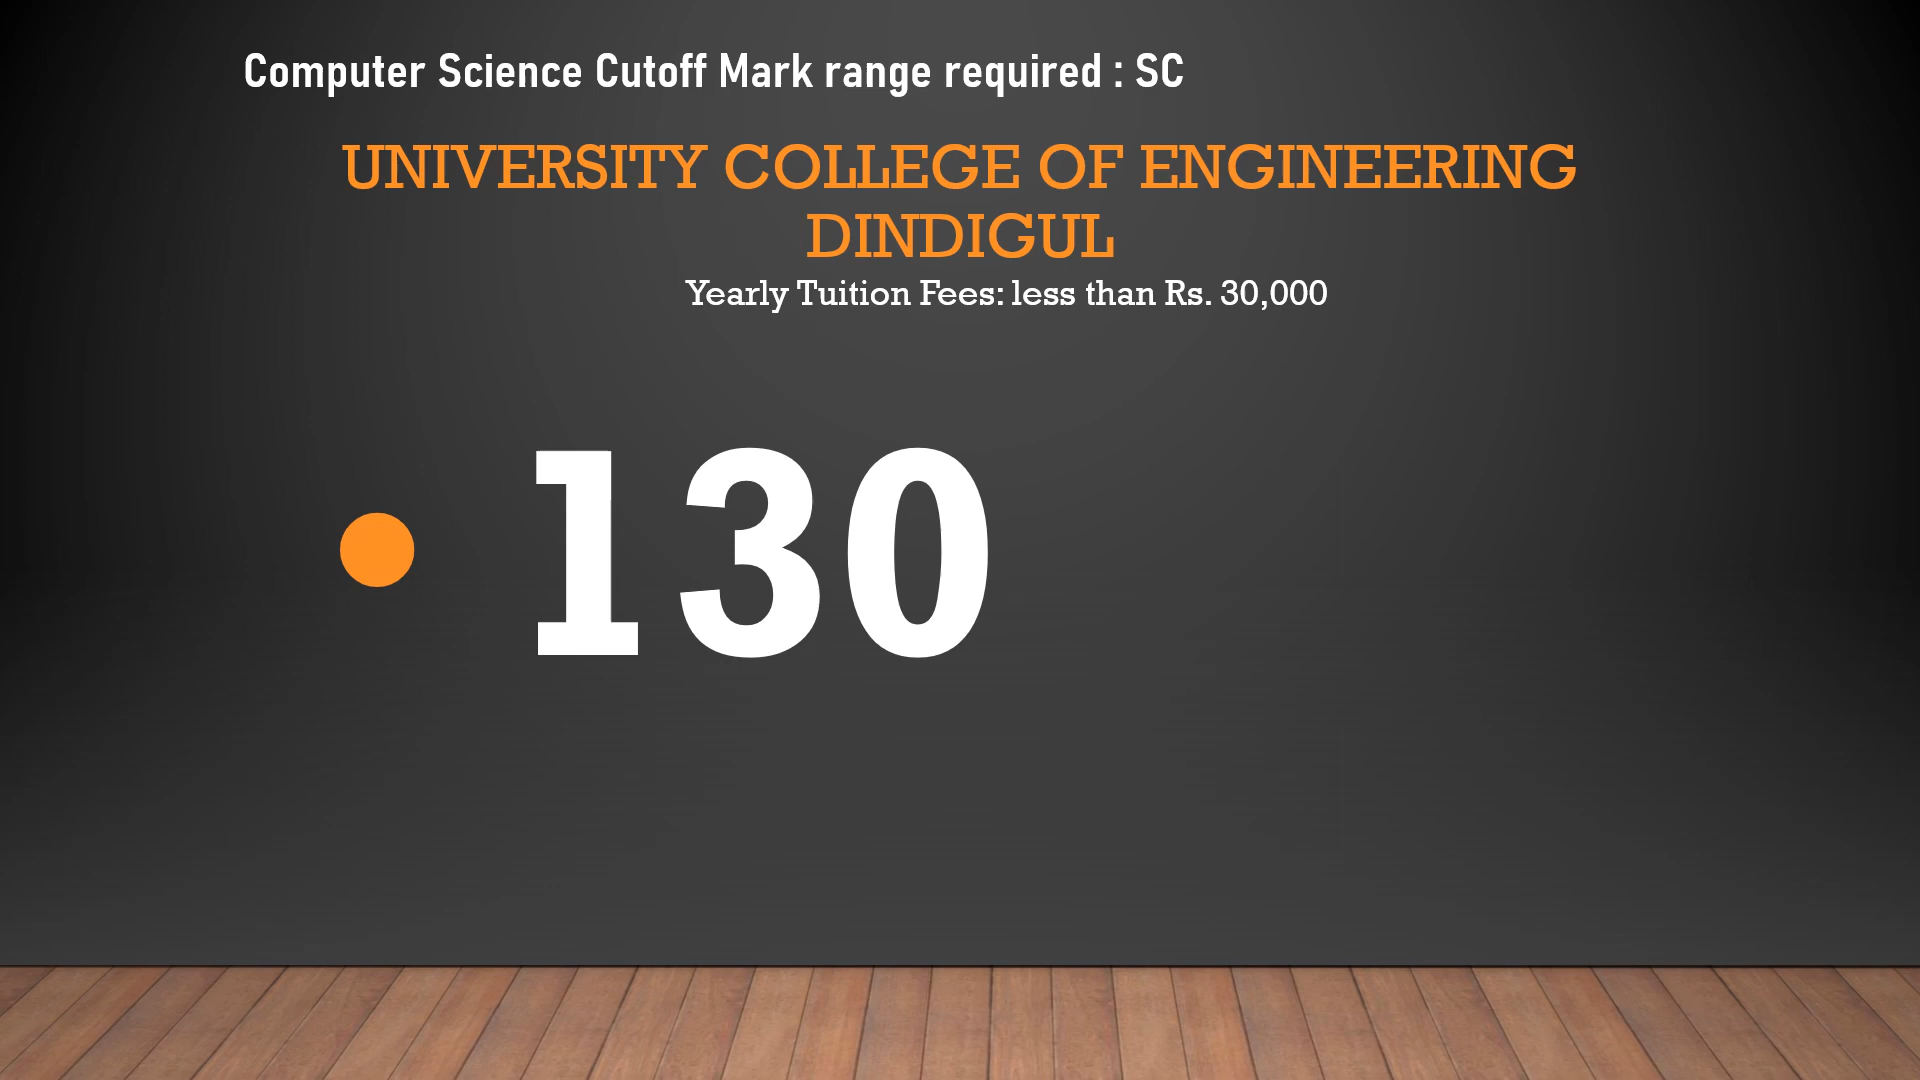 Computer Science Cutoff Mark range required : SC
UNIVERSITY COLLEGE OF ENGINEERING
DINDIGUL
Yearly Tuition Fees: less than Rs. 30,000
130